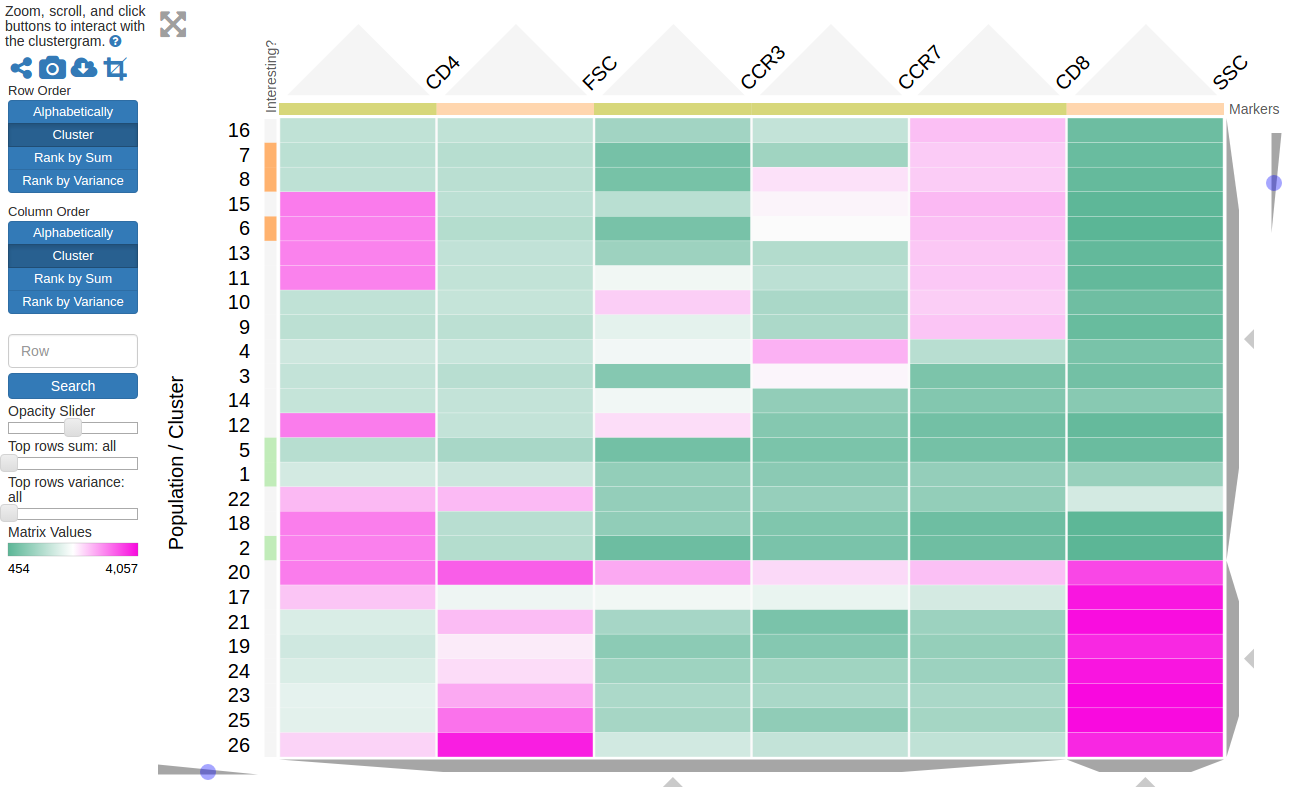 Zoom, scroll, and click
buttons to interact with
the clustergram. ?
Row Order
Alphabetically
Cluster
Rank by Sum
Rank by Variance
Column Order
Alphabetically
Cluster
Rank by Sum
Rank by Variance
Row
Search
Opacity Slider
Top rows sum: all
Top rows variance:
all
Matrix Values
454 4,057
Interesting?
CD4
FSC
CCR3
CCR7
CD8
SSC
Markers
Population / Cluster
16
7
8
15
6
13
11
10
9
4
3
14
12
5
1
22
18
2
20
17
21
19
24
23
25
26